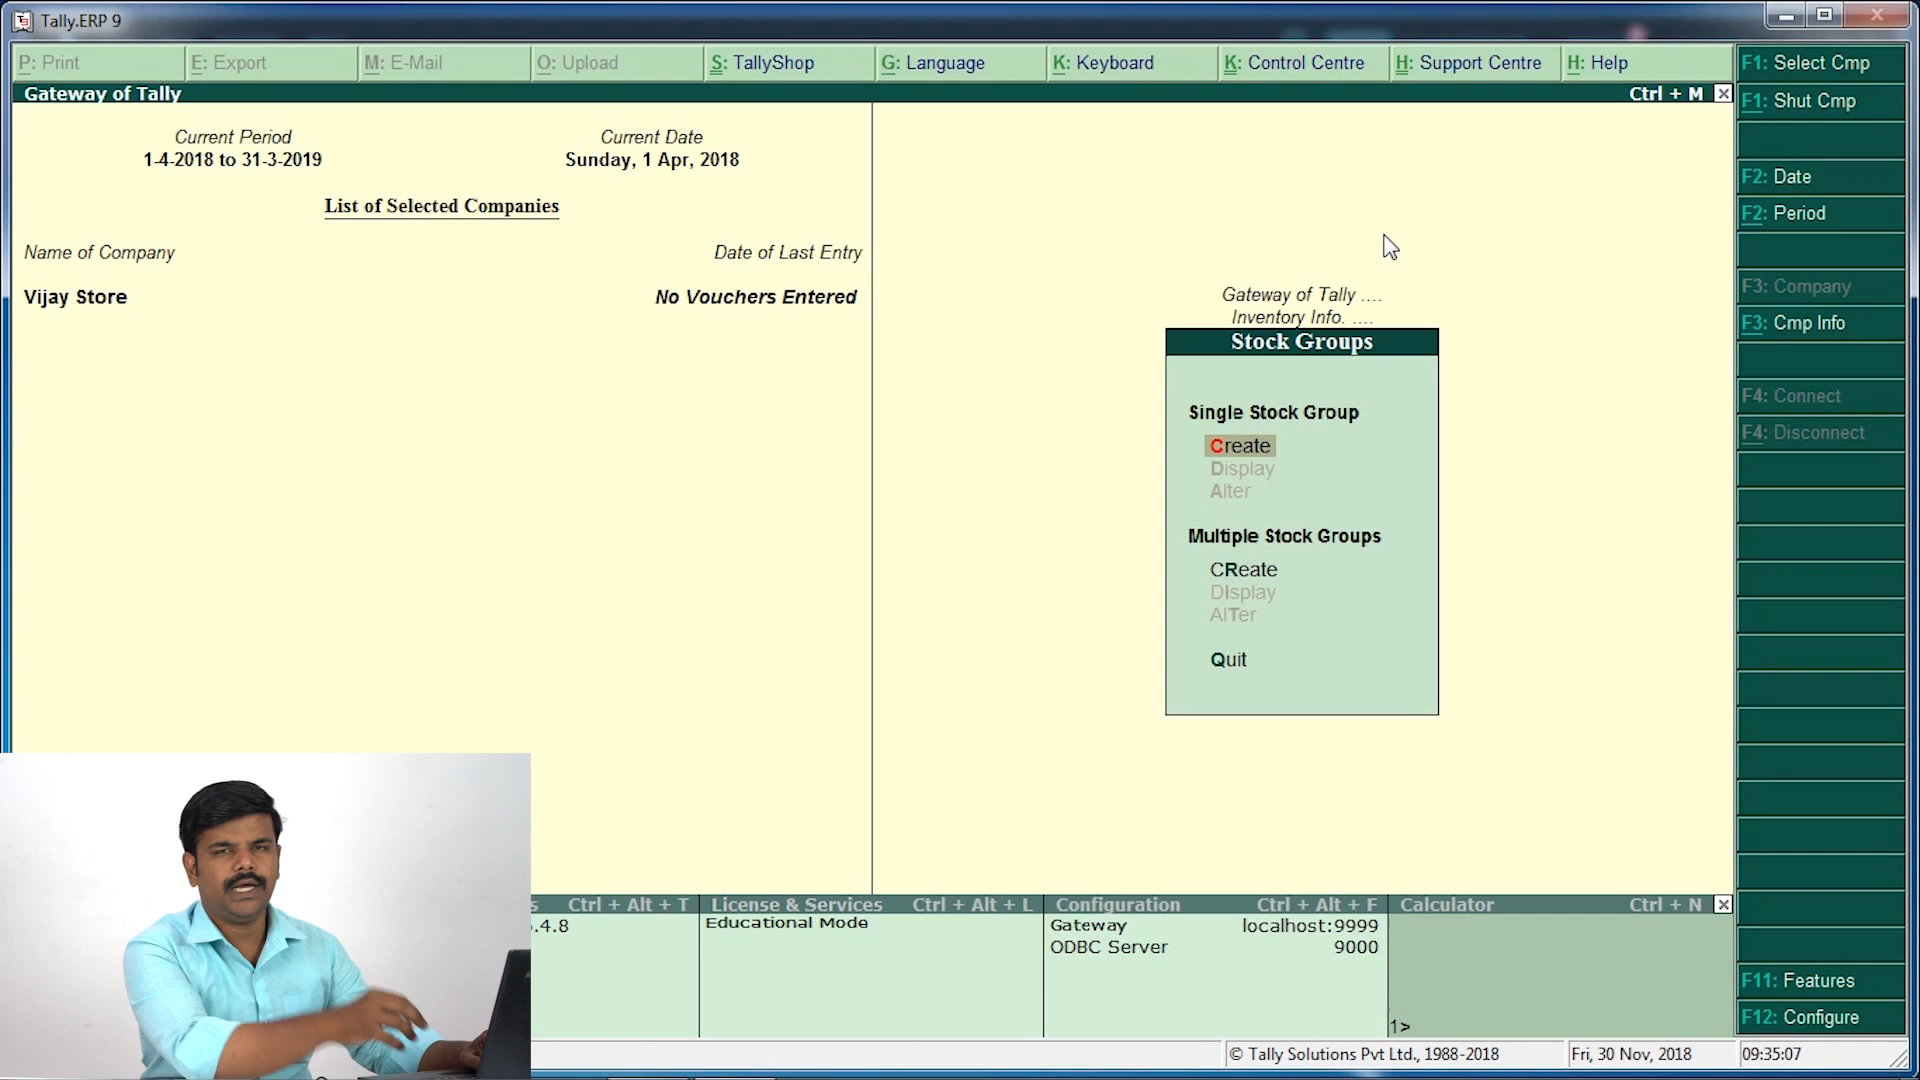 Tally.ERP 9
P: Print
E: Export
M: E-Mail
O: Upload
S: TallyShop
G: Language
K: Keyboard
K: Control Centre
H: Support Centre
H: Help
Gateway of Tally
Ctrl + M
Current Period
1-4-2018 to 31-3-2019
Current Date
Sunday, 1 Apr, 2018
List of Selected Companies
Name of Company
Date of Last Entry
Vijay Store
No Vouchers Entered
Gateway of Tally ....
Inventory Info. ....
Stock Groups
Single Stock Group
Create
Display
Alter
Multiple Stock Groups
CReate
DIsplay
AlTer
Quit
F1: Select Cmp
F1: Shut Cmp
F2: Date
F2: Period
F3: Company
F3: Cmp Info
F4: Connect
F4: Disconnect
F11: Features
F12: Configure
Ctrl + Alt + T
.4.8
License & Services
Ctrl + Alt + L
Educational Mode
Configuration
Ctrl + Alt + F
Gateway
localhost:9999
ODBC Server
9000
Calculator
Ctrl + N
1>
© Tally Solutions Pvt Ltd., 1988-2018
Fri, 30 Nov, 2018
09:35:07